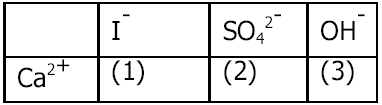 I⁻ SO₄²⁻ OH⁻
Ca²⁺ (1) (2) (3)